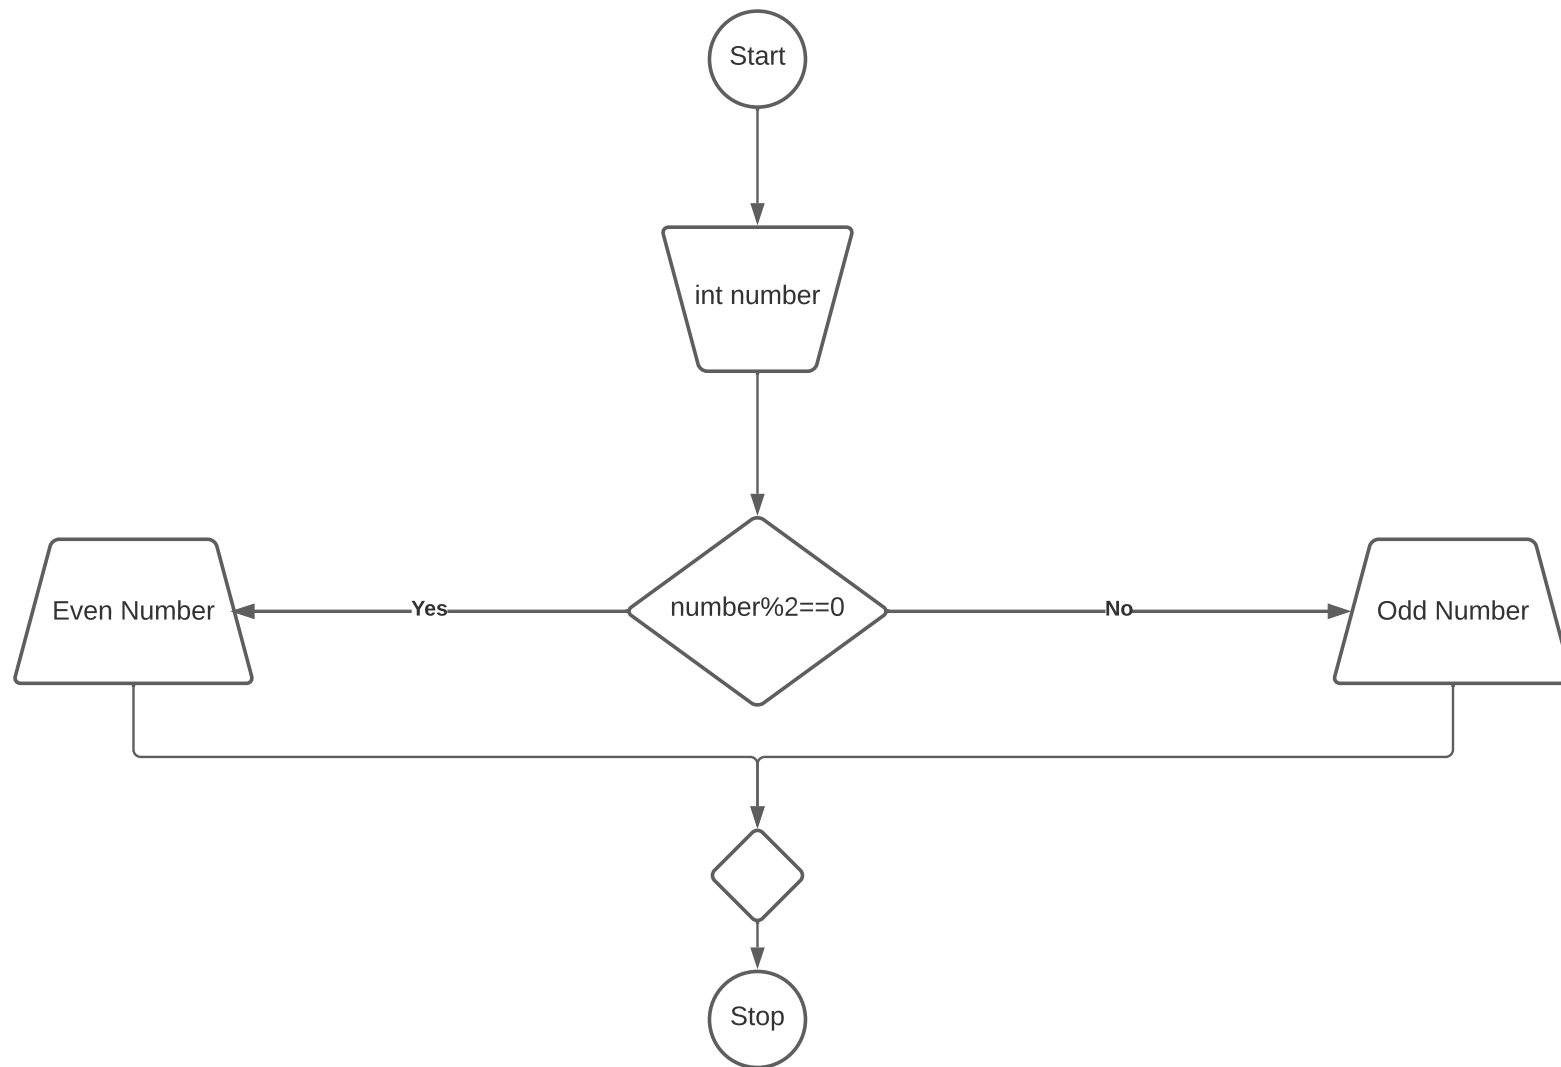 Start
int number
number%2==0
Yes
No
Even Number
Odd Number
Stop